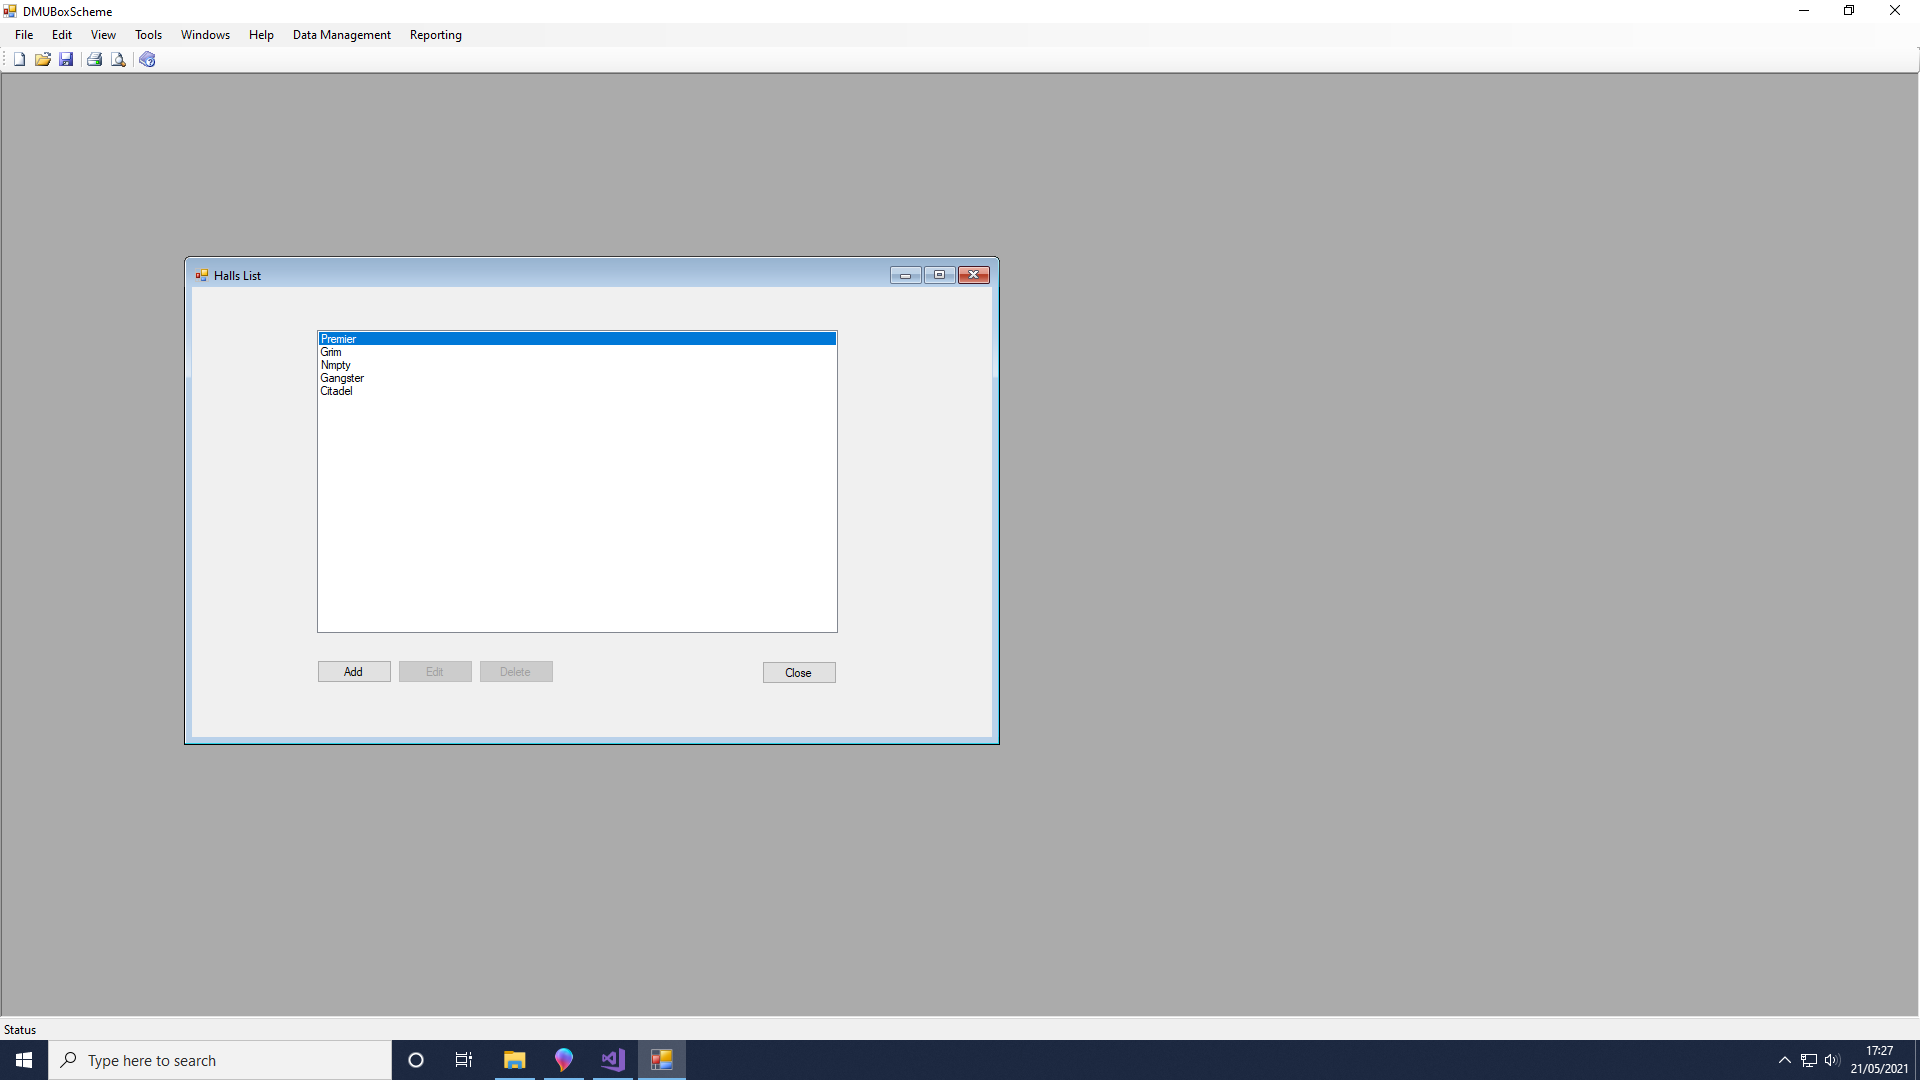 DMUBoxScheme
File Edit View Tools Windows Help Data Management Reporting
Halls List
Premier
Grim
Nmpty
Gangster
Citadel
Add Edit Delete Close
Status
Type here to search
17:27
21/05/2021